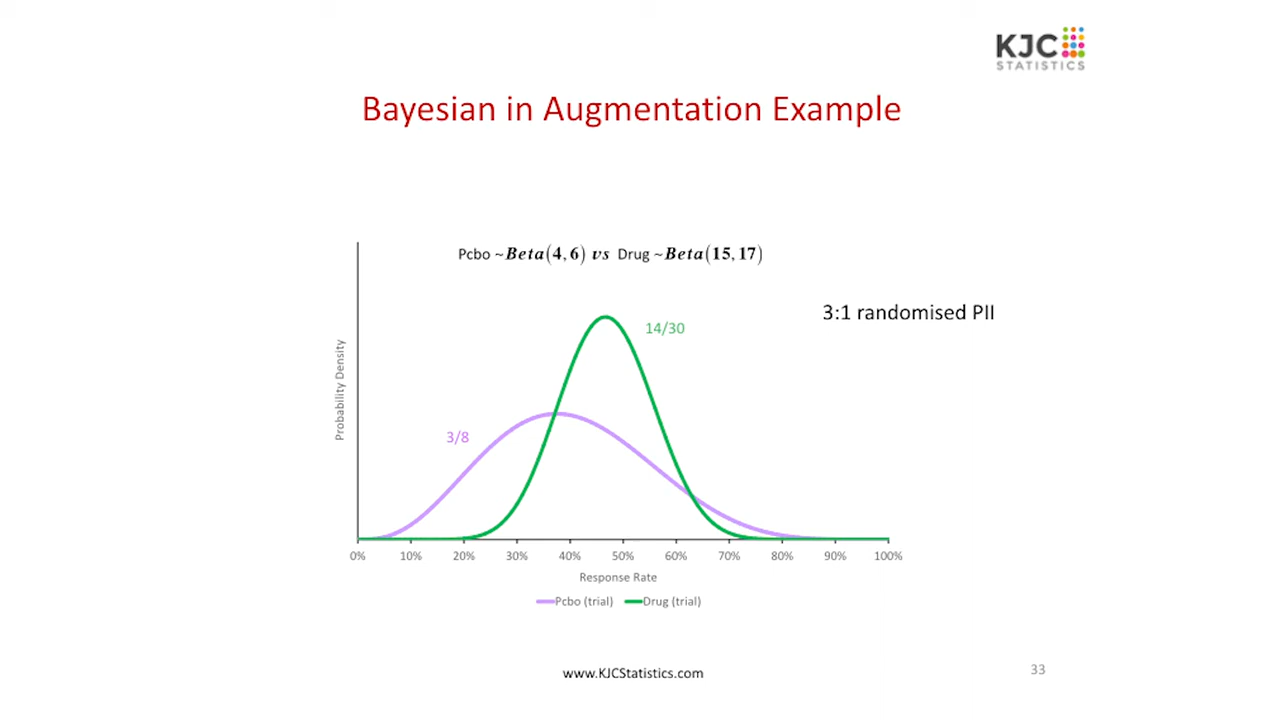 KJC
STATISTICS
Bayesian in Augmentation Example
Pcbo ~Beta(4,6) vs Drug ~Beta(15,17)
3:1 randomised PII
14/30
3/8
Probability Density
0% 10% 20% 30% 40% 50% 60% 70% 80% 90% 100%
Response Rate
Pcbo (trial) Drug (trial)
www.KJCStatistics.com
33